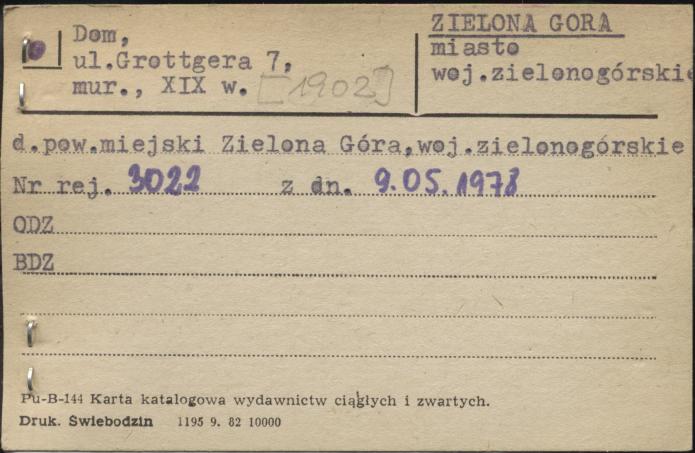 Dom,
ul.Grottgera 7,
mur., XIX w. [1902]
ZIELONA GORA
miasto
woj.zielonogórskie
d.pow.miejski Zielona Góra,woj.zielonogórskie
Nr rej. 3022 z dn. 9.05.1978
ODZ
BDZ
Pu-B-144 Karta katalogowa wydawnictw ciągłych i zwartych.
Druk. Świebodzin 1195 9. 82 10000